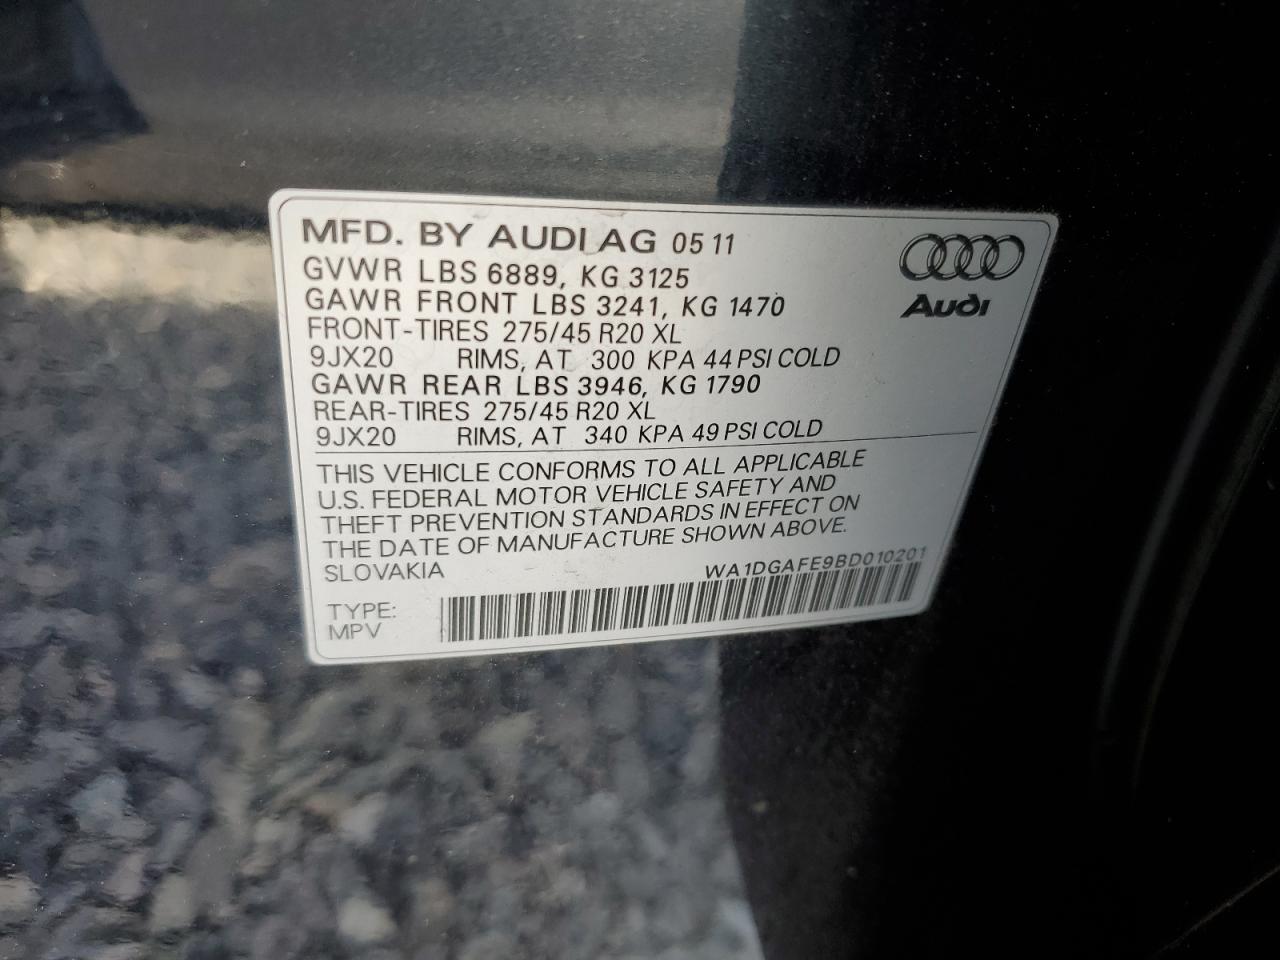 MFD. BY AUDI AG 05 11
GVWR LBS 6889, KG 3125
GAWR FRONT LBS 3241, KG 1470
FRONT-TIRES 275/45 R20 XL
9JX20 RIMS, AT 300 KPA 44 PSI COLD
GAWR REAR LBS 3946, KG 1790
REAR-TIRES 275/45 R20 XL
9JX20 RIMS, AT 340 KPA 49 PSI COLD
Audi
THIS VEHICLE CONFORMS TO ALL APPLICABLE
U.S. FEDERAL MOTOR VEHICLE SAFETY AND
THEFT PREVENTION STANDARDS IN EFFECT ON
THE DATE OF MANUFACTURE SHOWN ABOVE.
SLOVAKIA WA1DGAFE9BD010201
TYPE:
MPV